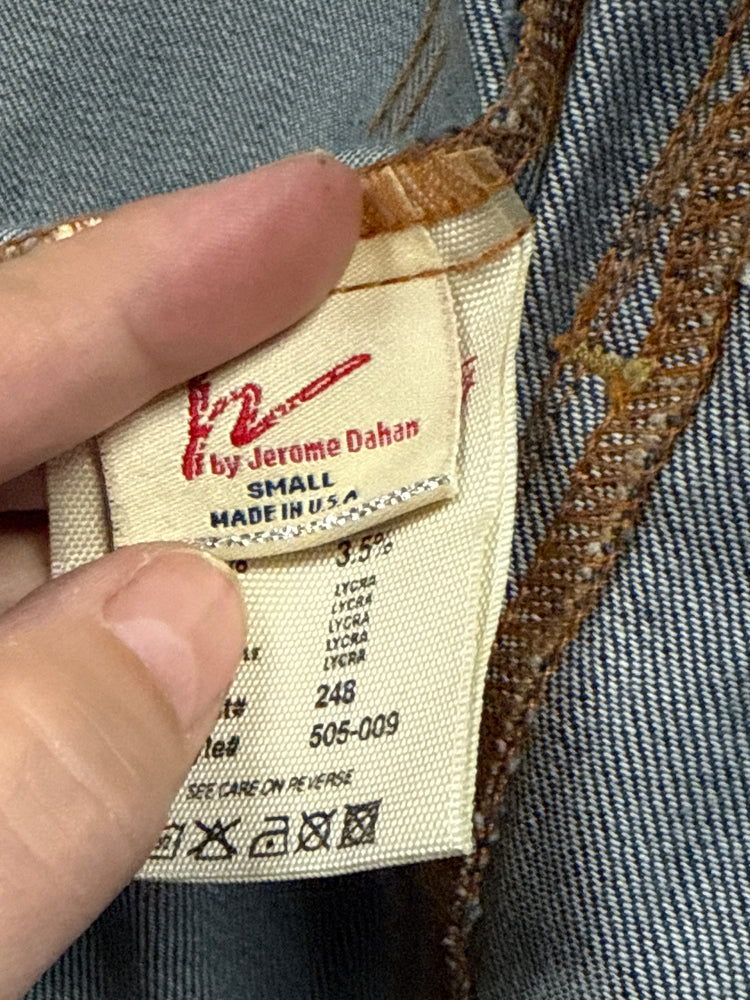 by Jerome Dahan
SMALL
MADE IN U.S.A
3.5%
LYCRA
LYCRA
LYCRA
LYCRA
LYCRA
248
505-009
SEE CARE ON REVERSE